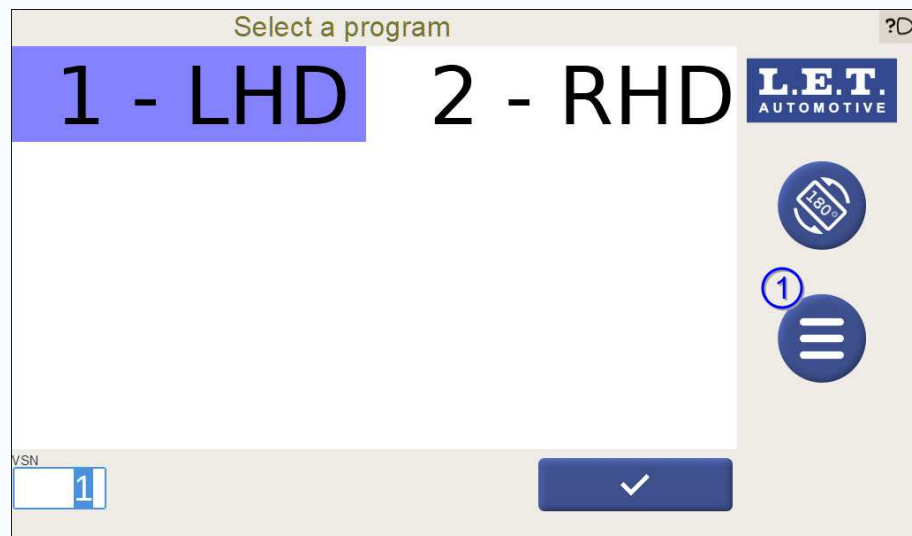 Select a program
?
1 - LHD
2 - RHD
L.E.T.
AUTOMOTIVE
180°
1
VSN
1